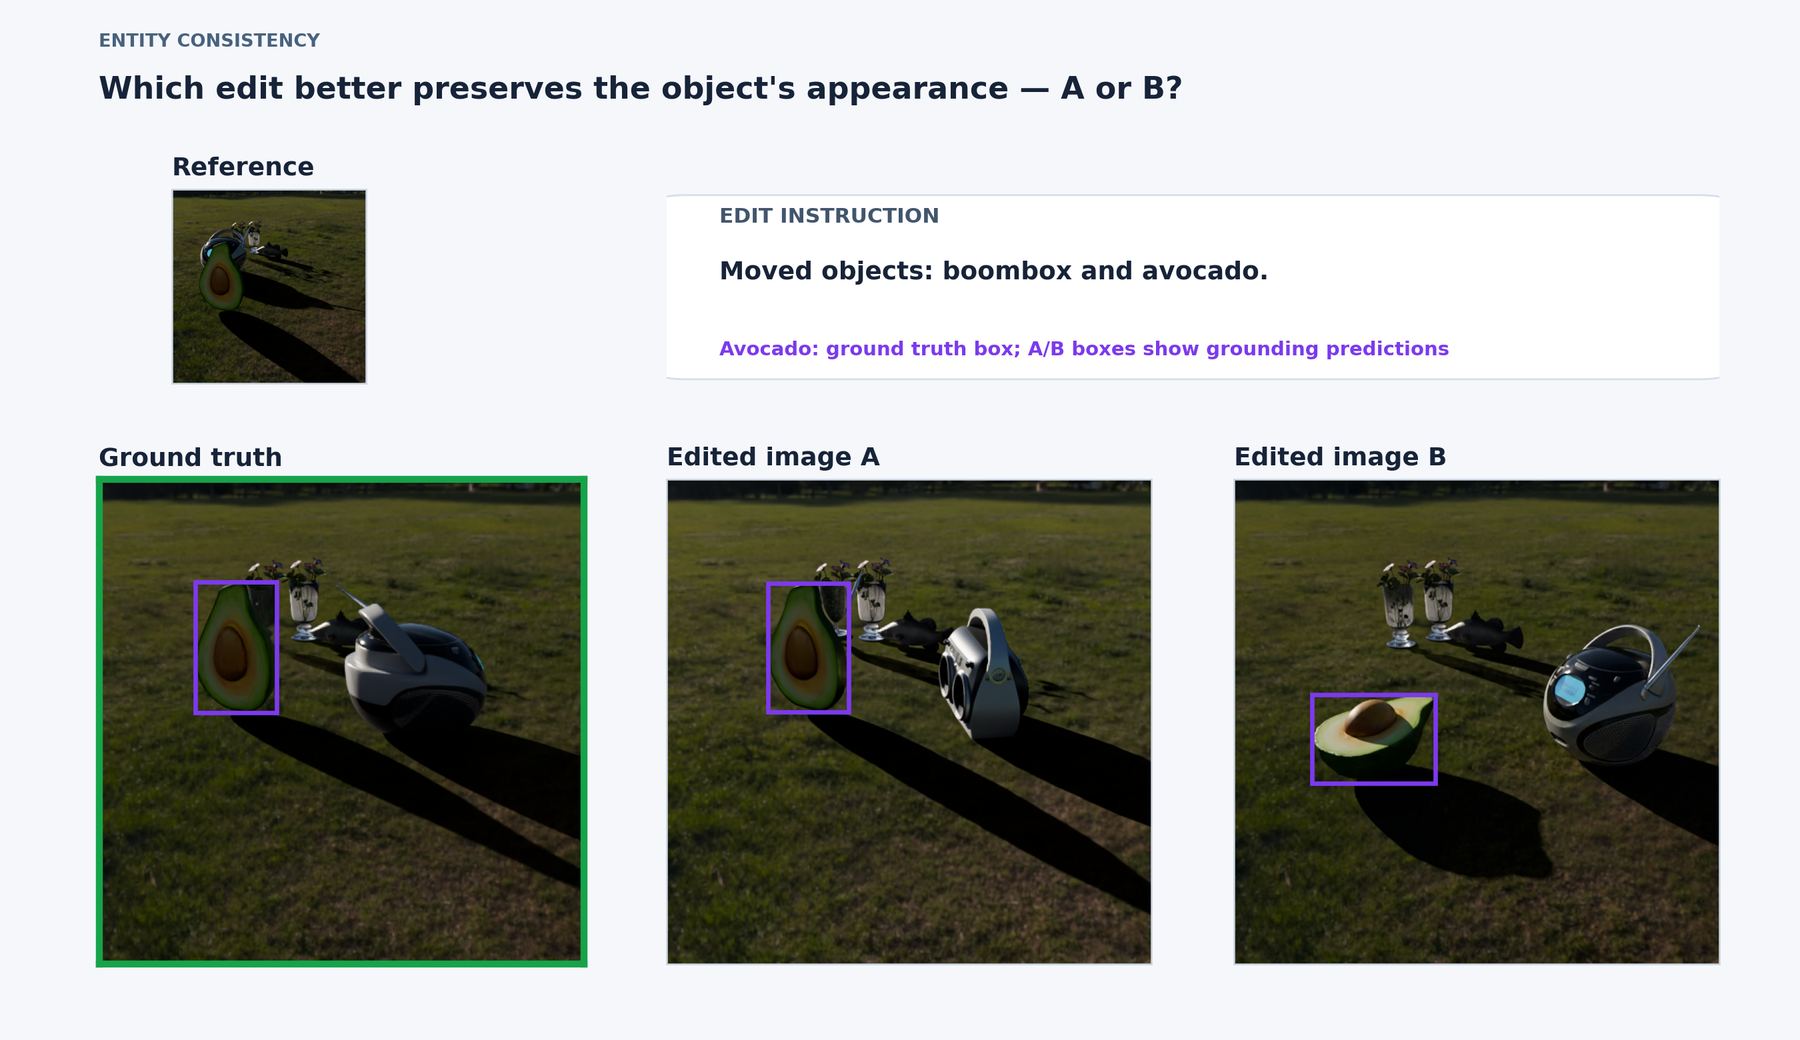 ENTITY CONSISTENCY
Which edit better preserves the object's appearance — A or B?
Reference
EDIT INSTRUCTION
Moved objects: boombox and avocado.
Avocado: ground truth box; A/B boxes show grounding predictions
Ground truth
Edited image A
Edited image B